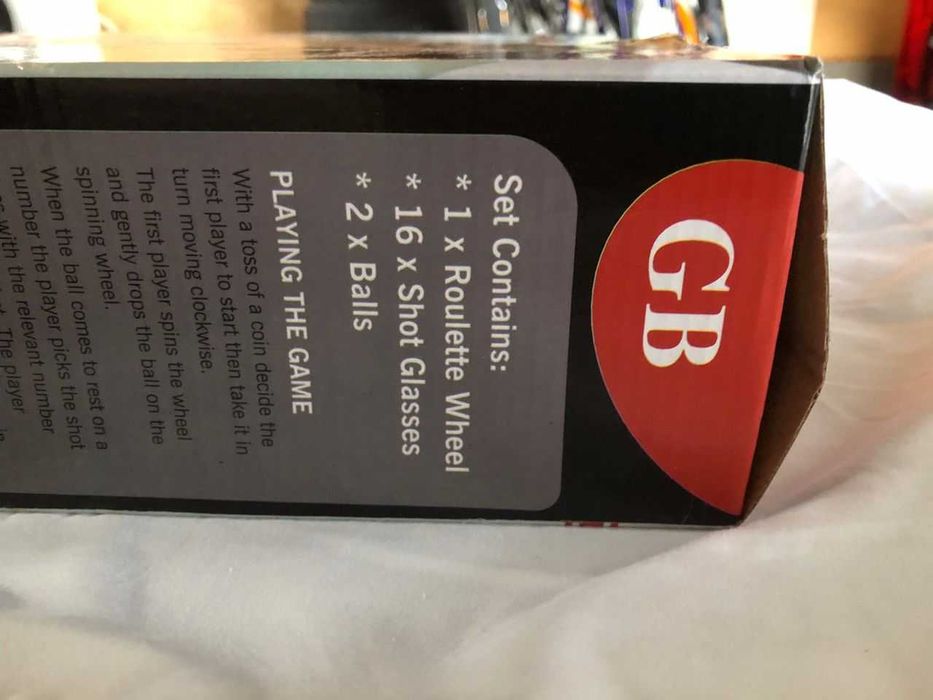 GB
Set Contains:
* 1 x Roulette Wheel
* 16 x Shot Glasses
* 2 x Balls
PLAYING THE GAME
With a toss of a coin decide the
first player to start then take it in
turn moving clockwise.
The first player spins the wheel
and gently drops the ball on the
spinning wheel.
When the ball comes to rest on a
number the player picks the shot
with the relevant number
The player